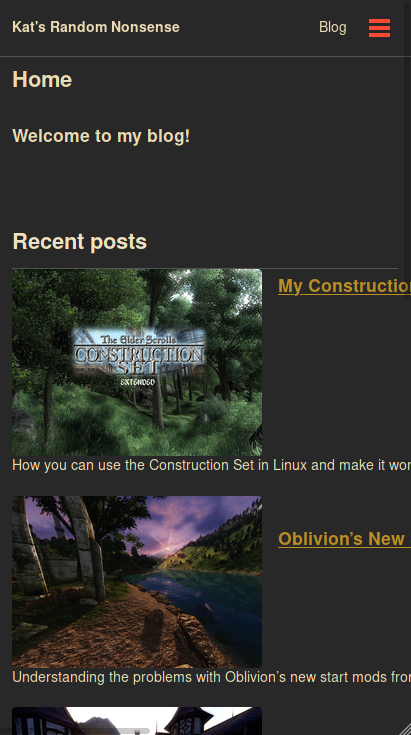 Kat's Random Nonsense
Blog
Home
Welcome to my blog!
Recent posts
My Construction
The Elder Scrolls
CONSTRUCTION
SET
EXTENDED
How you can use the Construction Set in Linux and make it wor
Oblivion’s New
Understanding the problems with Oblivion’s new start mods from